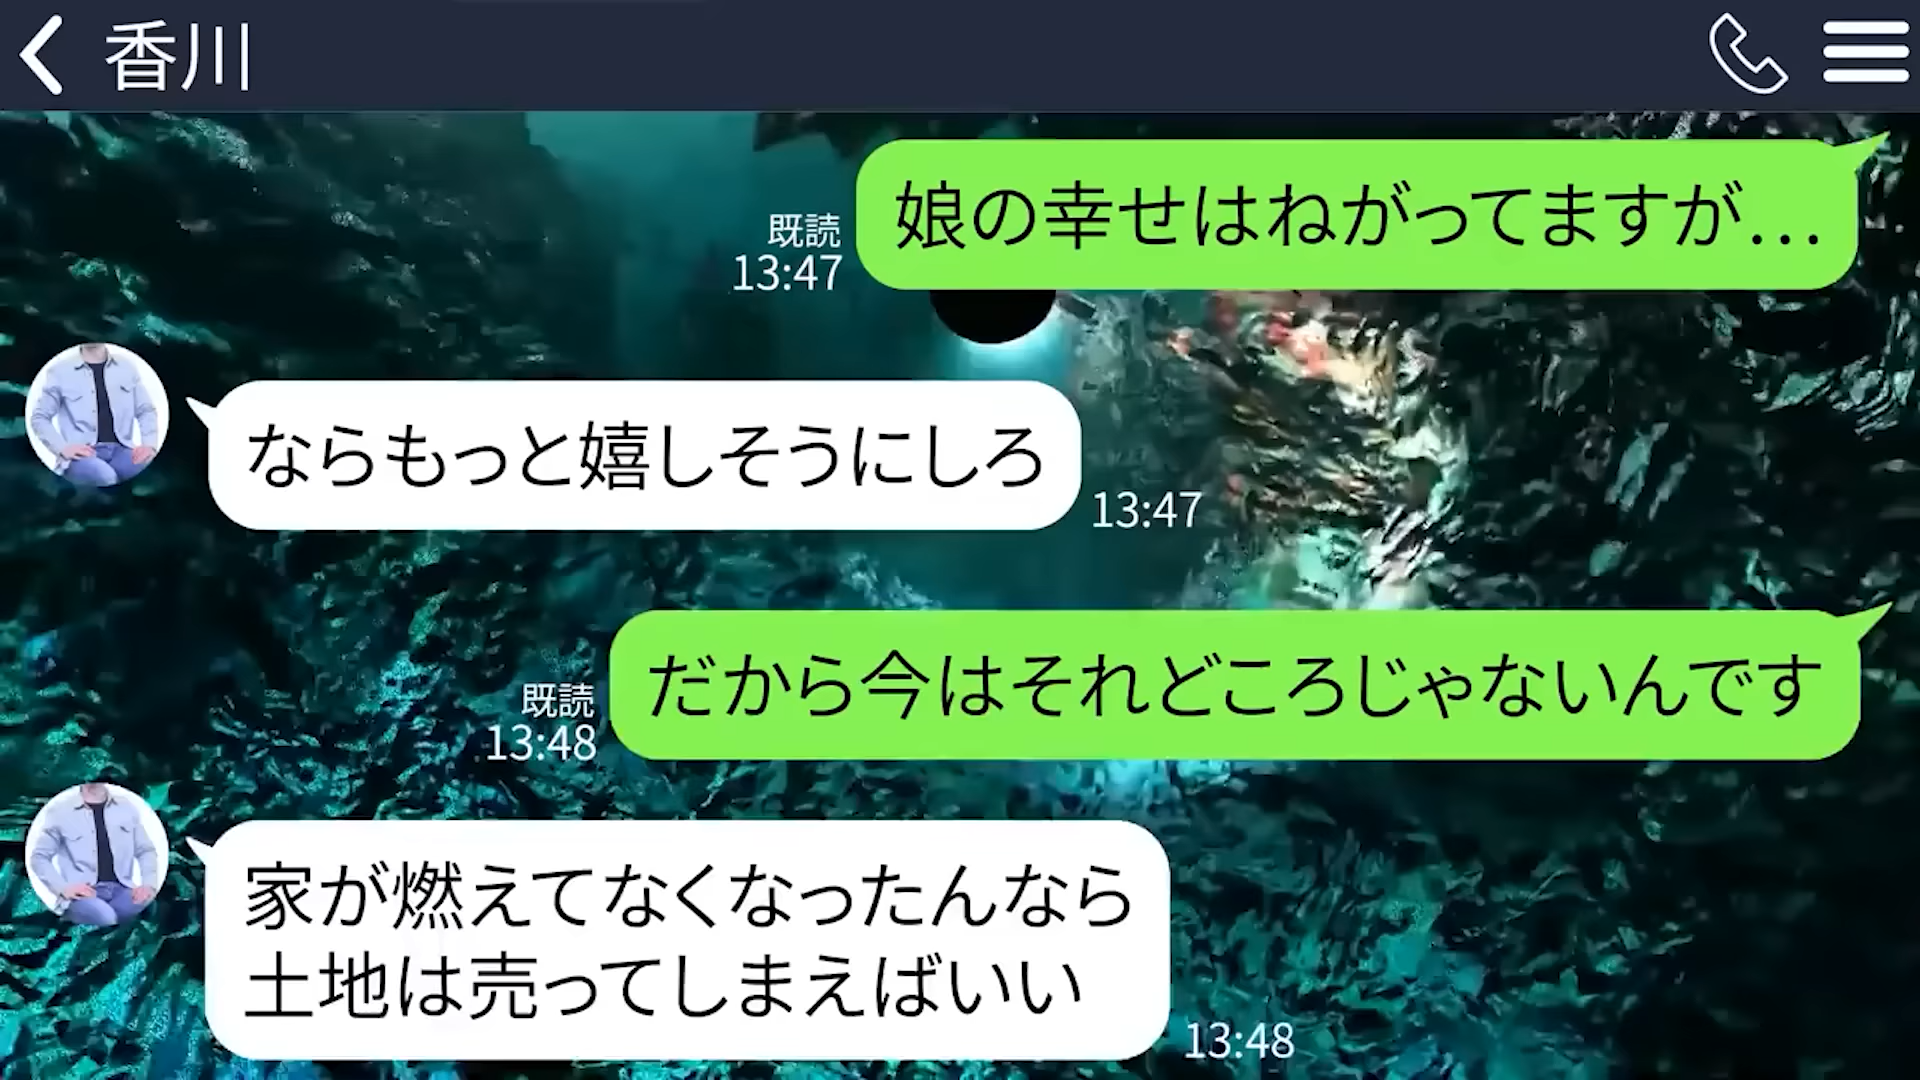 香川
娘の幸せはねがってますが…
既読
13:47
ならもっと嬉しそうにしろ
13:47
だから今はそれどころじゃないんです
既読
13:48
家が燃えてなくなったんなら
土地は売ってしまえばいい
13:48